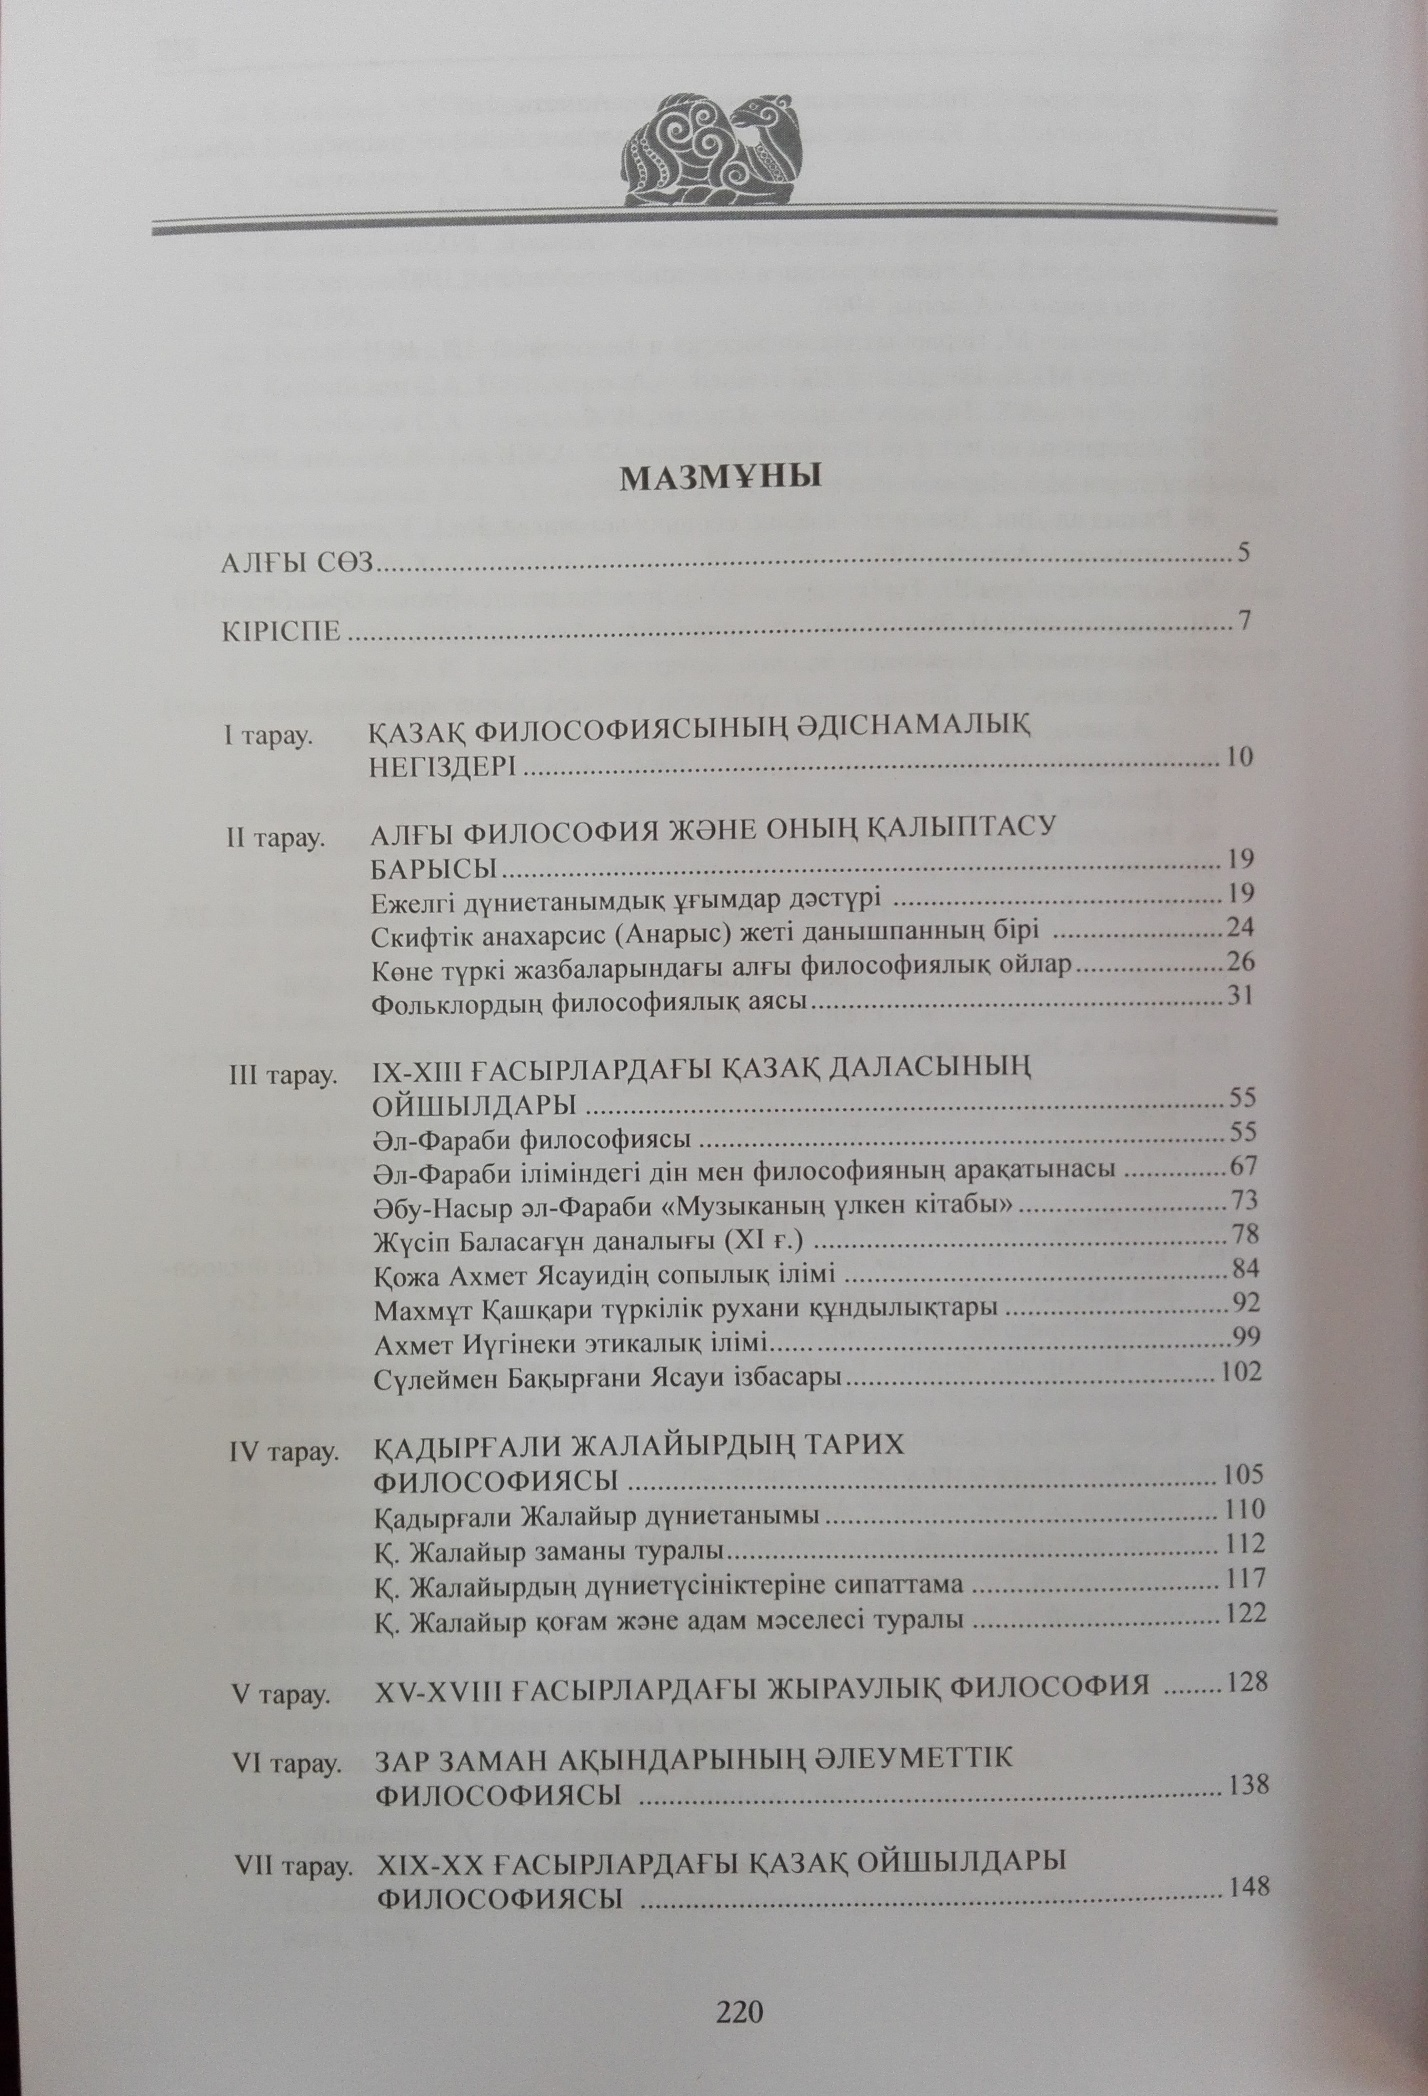 МАЗМҰНЫ
АЛҒЫ СӨЗ........................................................ 5
КІРІСПЕ ........................................................ 7
I тарау. ҚАЗАҚ ФИЛОСОФИЯСЫНЫҢ ӘДІСНАМАЛЫҚ
НЕГІЗДЕРІ ........................................................ 10
II тарау. АЛҒЫ ФИЛОСОФИЯ ЖӘНЕ ОНЫҢ ҚАЛЫПТАСУ
БАРЫСЫ........................................................ 19
Ежелгі дүниетанымдық ұғымдар дәстүрі ........................................ 19
Скифтік анахарсис (Анарыс) жеті данышпанның бірі ........................ 24
Көне түркі жазбаларындағы алғы философиялық ойлар........................ 26
Фольклордың философиялық аясы........................................ 31
III тарау. IX-XIII ҒАСЫРЛАРДАҒЫ ҚАЗАҚ ДАЛАСЫНЫҢ
ОЙШЫЛДАРЫ ........................................................ 55
Әл-Фараби философиясы ........................................ 55
Әл-Фараби іліміндегі дін мен философияның арақатынасы ............... 67
Әбу-Насыр әл-Фараби «Музыканың үлкен кітабы» ........................ 73
Жүсіп Баласағұн даналығы (XI ғ.) ........................................ 78
Қожа Ахмет Ясауидің сопылық ілімі ........................................ 84
Махмұт Қашқари түркілік рухани құндылықтары ........................ 92
Ахмет Иүгінеки этикалық ілімі........................................ 99
Сүлеймен Бақырғани Ясауи ізбасары........................................ 102
IV тарау. ҚАДЫРҒАЛИ ЖАЛАЙЫРДЫҢ ТАРИХ
ФИЛОСОФИЯСЫ ........................................................ 105
Қадырғали Жалайыр дүниетанымы ........................................ 110
Қ. Жалайыр заманы туралы........................................ 112
Қ. Жалайырдың дүниетүсініктеріне сипаттама ........................ 117
Қ. Жалайыр қоғам және адам мәселесі туралы ........................ 122
V тарау. XV-XVIII ҒАСЫРЛАРДАҒЫ ЖЫРАУЛЫҚ ФИЛОСОФИЯ ........ 128
VI тарау. ЗАР ЗАМАН АҚЫНДАРЫНЫҢ ӘЛЕУМЕТТІК
ФИЛОСОФИЯСЫ ........................................................ 138
VII тарау. XIX-XX ҒАСЫРЛАРДАҒЫ ҚАЗАҚ ОЙШЫЛДАРЫ
ФИЛОСОФИЯСЫ ........................................................ 148
220